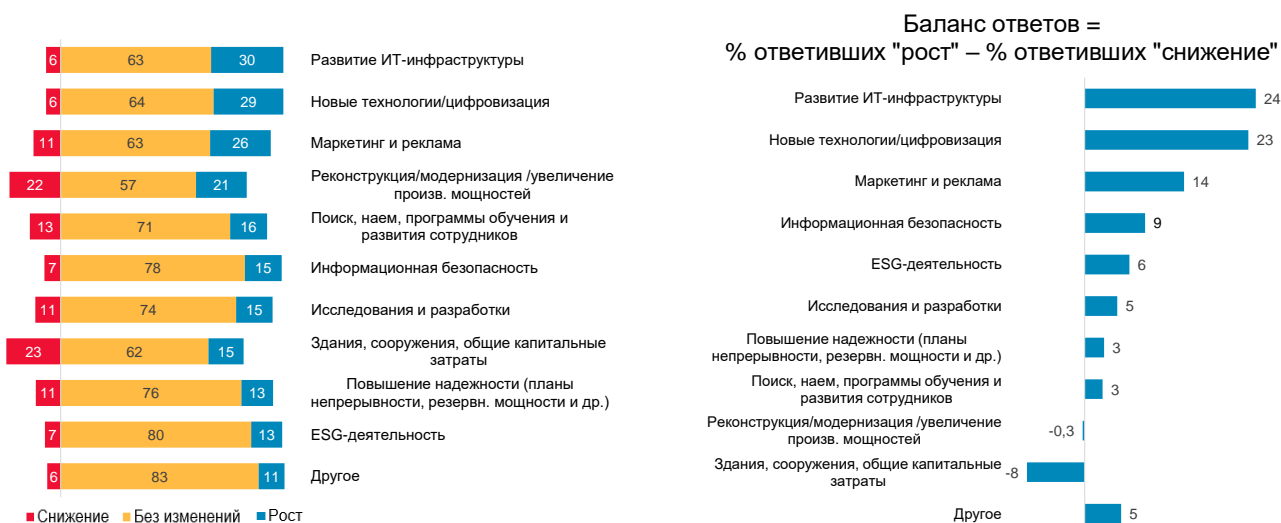 6 63 30 Развитие ИТ-инфраструктуры
6 64 29 Новые технологии/цифровизация
11 63 26 Маркетинг и реклама
22 57 21 Реконструкция/модернизация /увеличение
произв. мощностей
13 71 16 Поиск, наем, программы обучения и
развития сотрудников
7 78 15 Информационная безопасность
11 74 15 Исследования и разработки
23 62 15 Здания, сооружения, общие капитальные
затраты
11 76 13 Повышение надежности (планы
непрерывности, резервн. мощности и др.)
7 80 13 ESG-деятельность
6 83 11 Другое
Снижение Без изменений Рост
Баланс ответов =
% ответивших "рост" – % ответивших "снижение"
Развитие ИТ-инфраструктуры 24
Новые технологии/цифровизация 23
Маркетинг и реклама 14
Информационная безопасность 9
ESG-деятельность 6
Исследования и разработки 5
Повышение надежности (планы
непрерывности, резервн. мощности и др.) 3
Поиск, наем, программы обучения и
развития сотрудников 3
Реконструкция/модернизация /увеличение
произв. мощностей -0,3
Здания, сооружения, общие капитальные
затраты -8
Другое 5